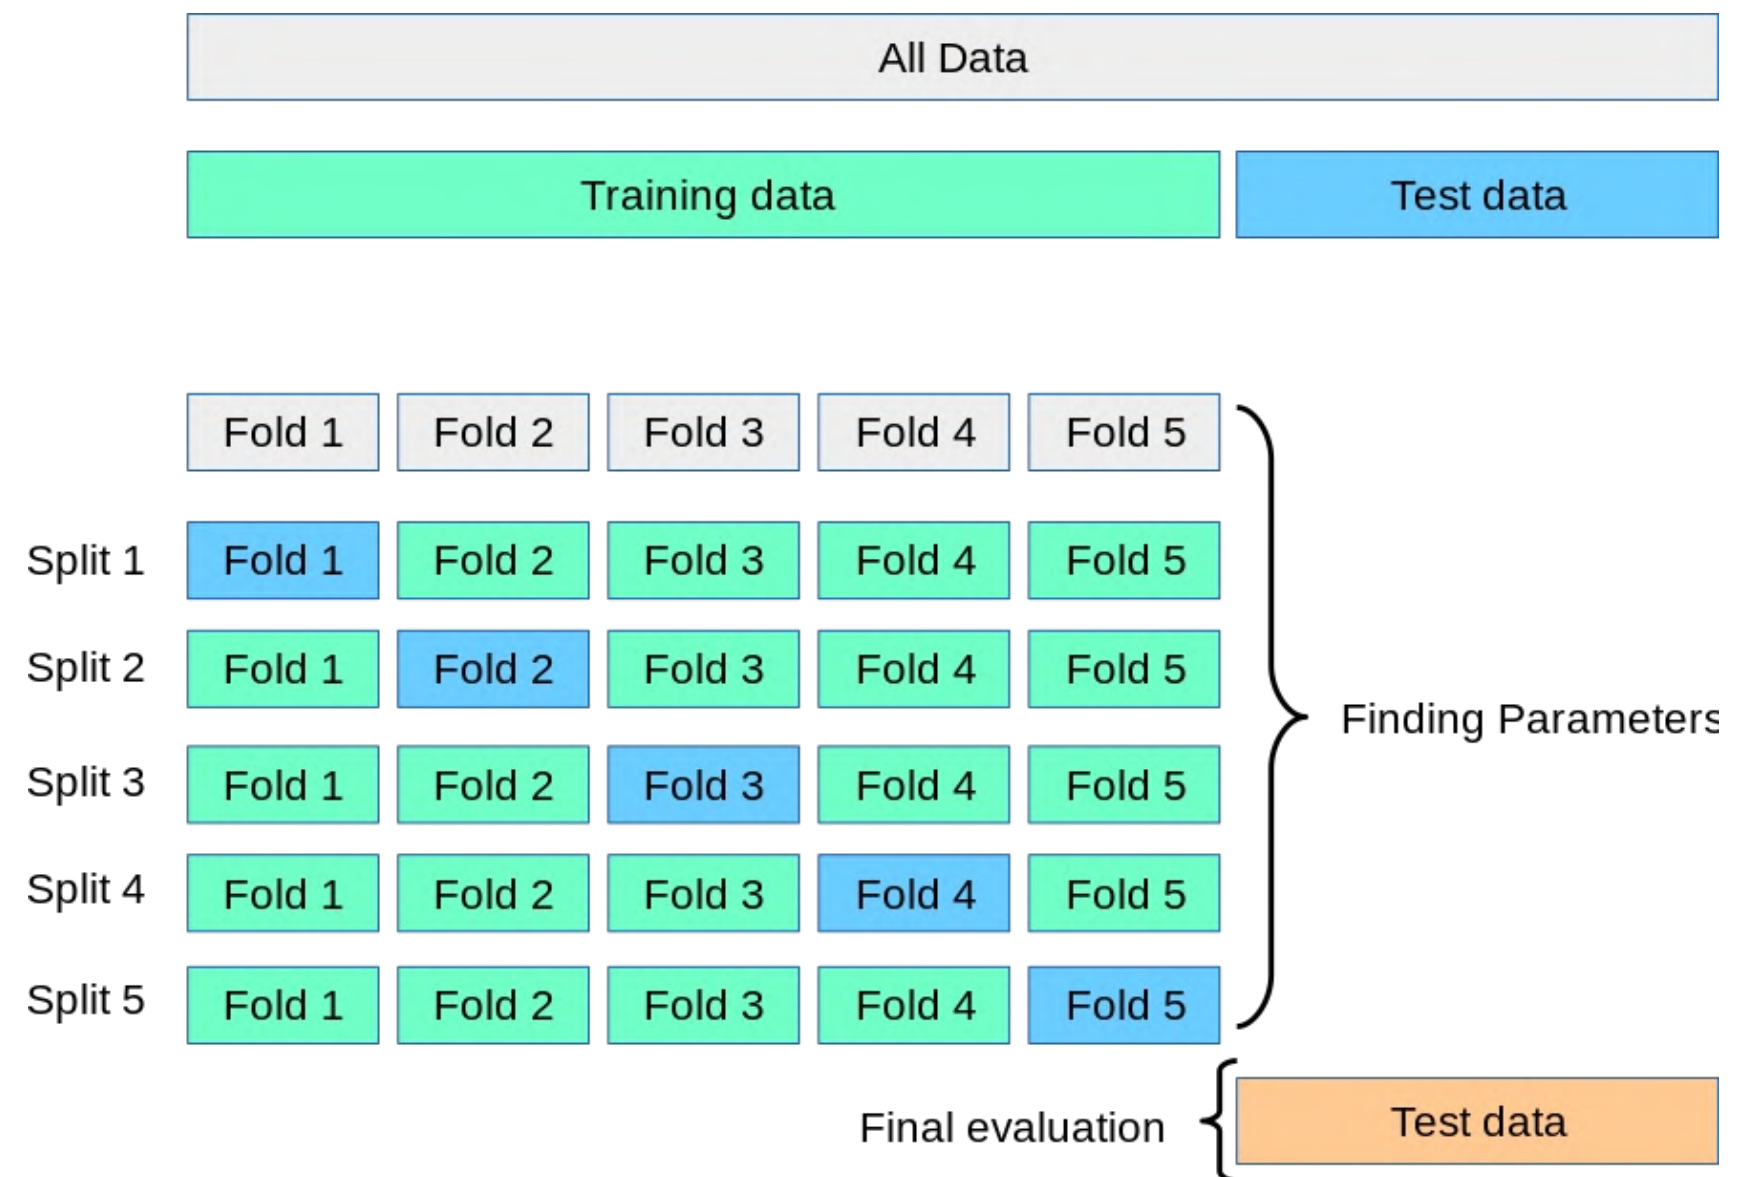 All Data
Training data Test data
Fold 1 Fold 2 Fold 3 Fold 4 Fold 5
Split 1 Fold 1 Fold 2 Fold 3 Fold 4 Fold 5
Split 2 Fold 1 Fold 2 Fold 3 Fold 4 Fold 5
Finding Parameters
Split 3 Fold 1 Fold 2 Fold 3 Fold 4 Fold 5
Split 4 Fold 1 Fold 2 Fold 3 Fold 4 Fold 5
Split 5 Fold 1 Fold 2 Fold 3 Fold 4 Fold 5
Final evaluation Test data